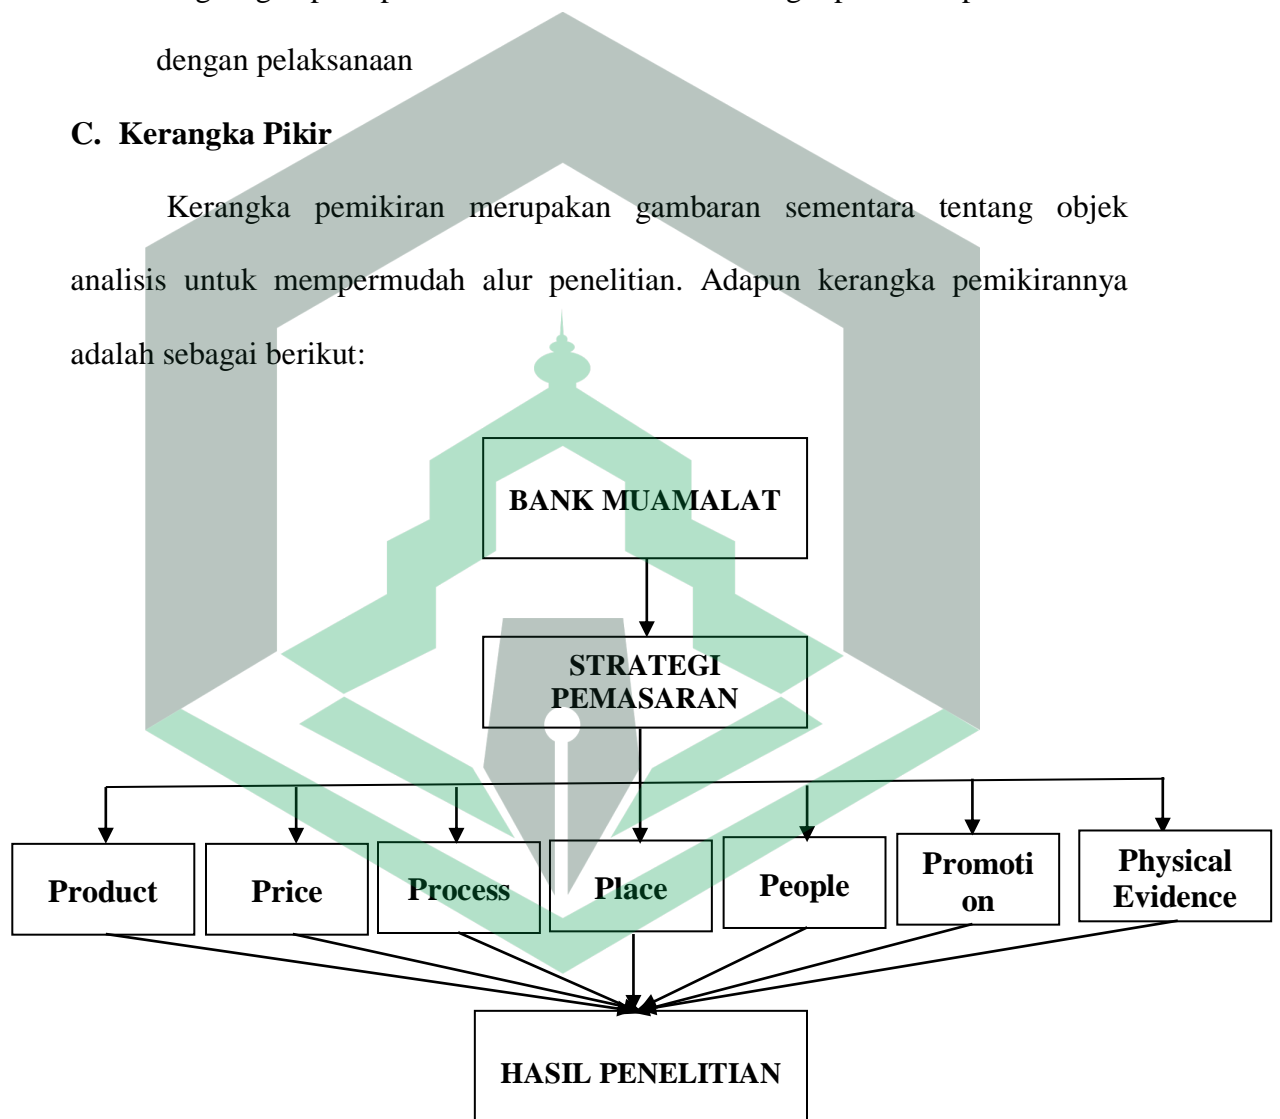 dengan pelaksanaan
C. Kerangka Pikir
Kerangka pemikiran merupakan gambaran sementara tentang objek
analisis untuk mempermudah alur penelitian. Adapun kerangka pemikirannya
adalah sebagai berikut:
BANK MUAMALAT
STRATEGI
PEMASARAN
Product
Price
Process
Place
People
Promoti
on
Physical
Evidence
HASIL PENELITIAN